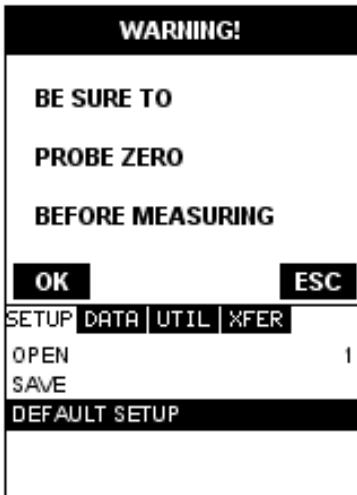 WARNING!
BE SURE TO
PROBE ZERO
BEFORE MEASURING
OK ESC
SETUP DATA UTIL XFER
OPEN 1
SAVE
DEFAULT SETUP